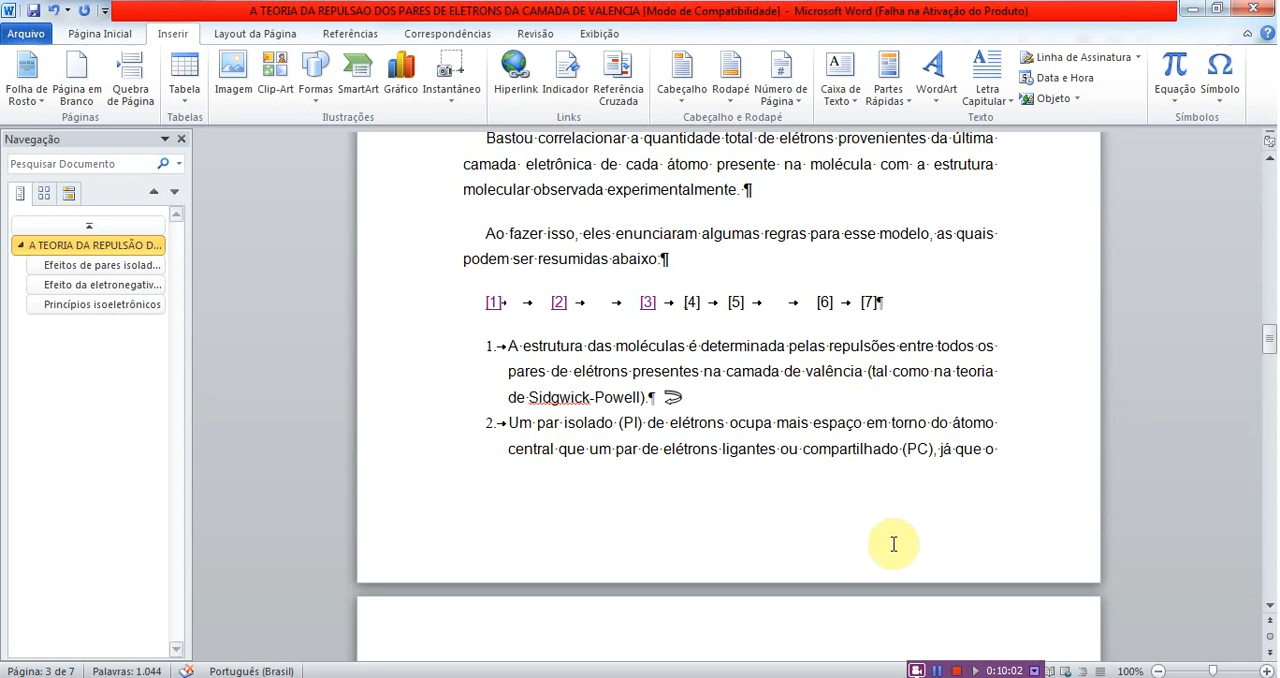 A TEORIA DA REPULSAO DOS PARES DE ELETRONS DA CAMADA DE VALENCIA [Modo de Compatibilidade] - Microsoft Word (Falha na Ativação do Produto)
Arquivo Página Inicial Inserir Layout da Página Referências Correspondências Revisão Exibição
Folha de Rosto Página em Branco Quebra de Página Tabela Imagem Clip-Art Formas SmartArt Gráfico Instantâneo Hiperlink Indicador Referência Cruzada Cabeçalho Rodapé Número de Página Caixa de Texto Partes Rápidas WordArt Letra Capitular Linha de Assinatura Data e Hora Objeto Equação Símbolo
Páginas Tabelas Ilustrações Links Cabeçalho e Rodapé Texto Símbolos
Navegação
Pesquisar Documento
A TEORIA DA REPULSÃO D...
Efeitos de pares isolad...
Efeito da eletronegativ...
Princípios isoeletrônicos
Bastou correlacionar a quantidade total de elétrons provenientes da última
camada eletrônica de cada átomo presente na molécula com a estrutura
molecular observada experimentalmente. ¶
Ao fazer isso, eles enunciaram algumas regras para esse modelo, as quais
podem ser resumidas abaixo:¶
[1]→ → [2] → → [3] → [4] → [5] → → [6] → [7]¶
1.→A estrutura das moléculas é determinada pelas repulsões entre todos os
pares de elétrons presentes na camada de valência (tal como na teoria
de Sidgwick-Powell).¶
2.→Um par isolado (PI) de elétrons ocupa mais espaço em torno do átomo
central que um par de elétrons ligantes ou compartilhado (PC), já que o
Página: 3 de 7 Palavras: 1.044 Português (Brasil) 0:10:02 100%